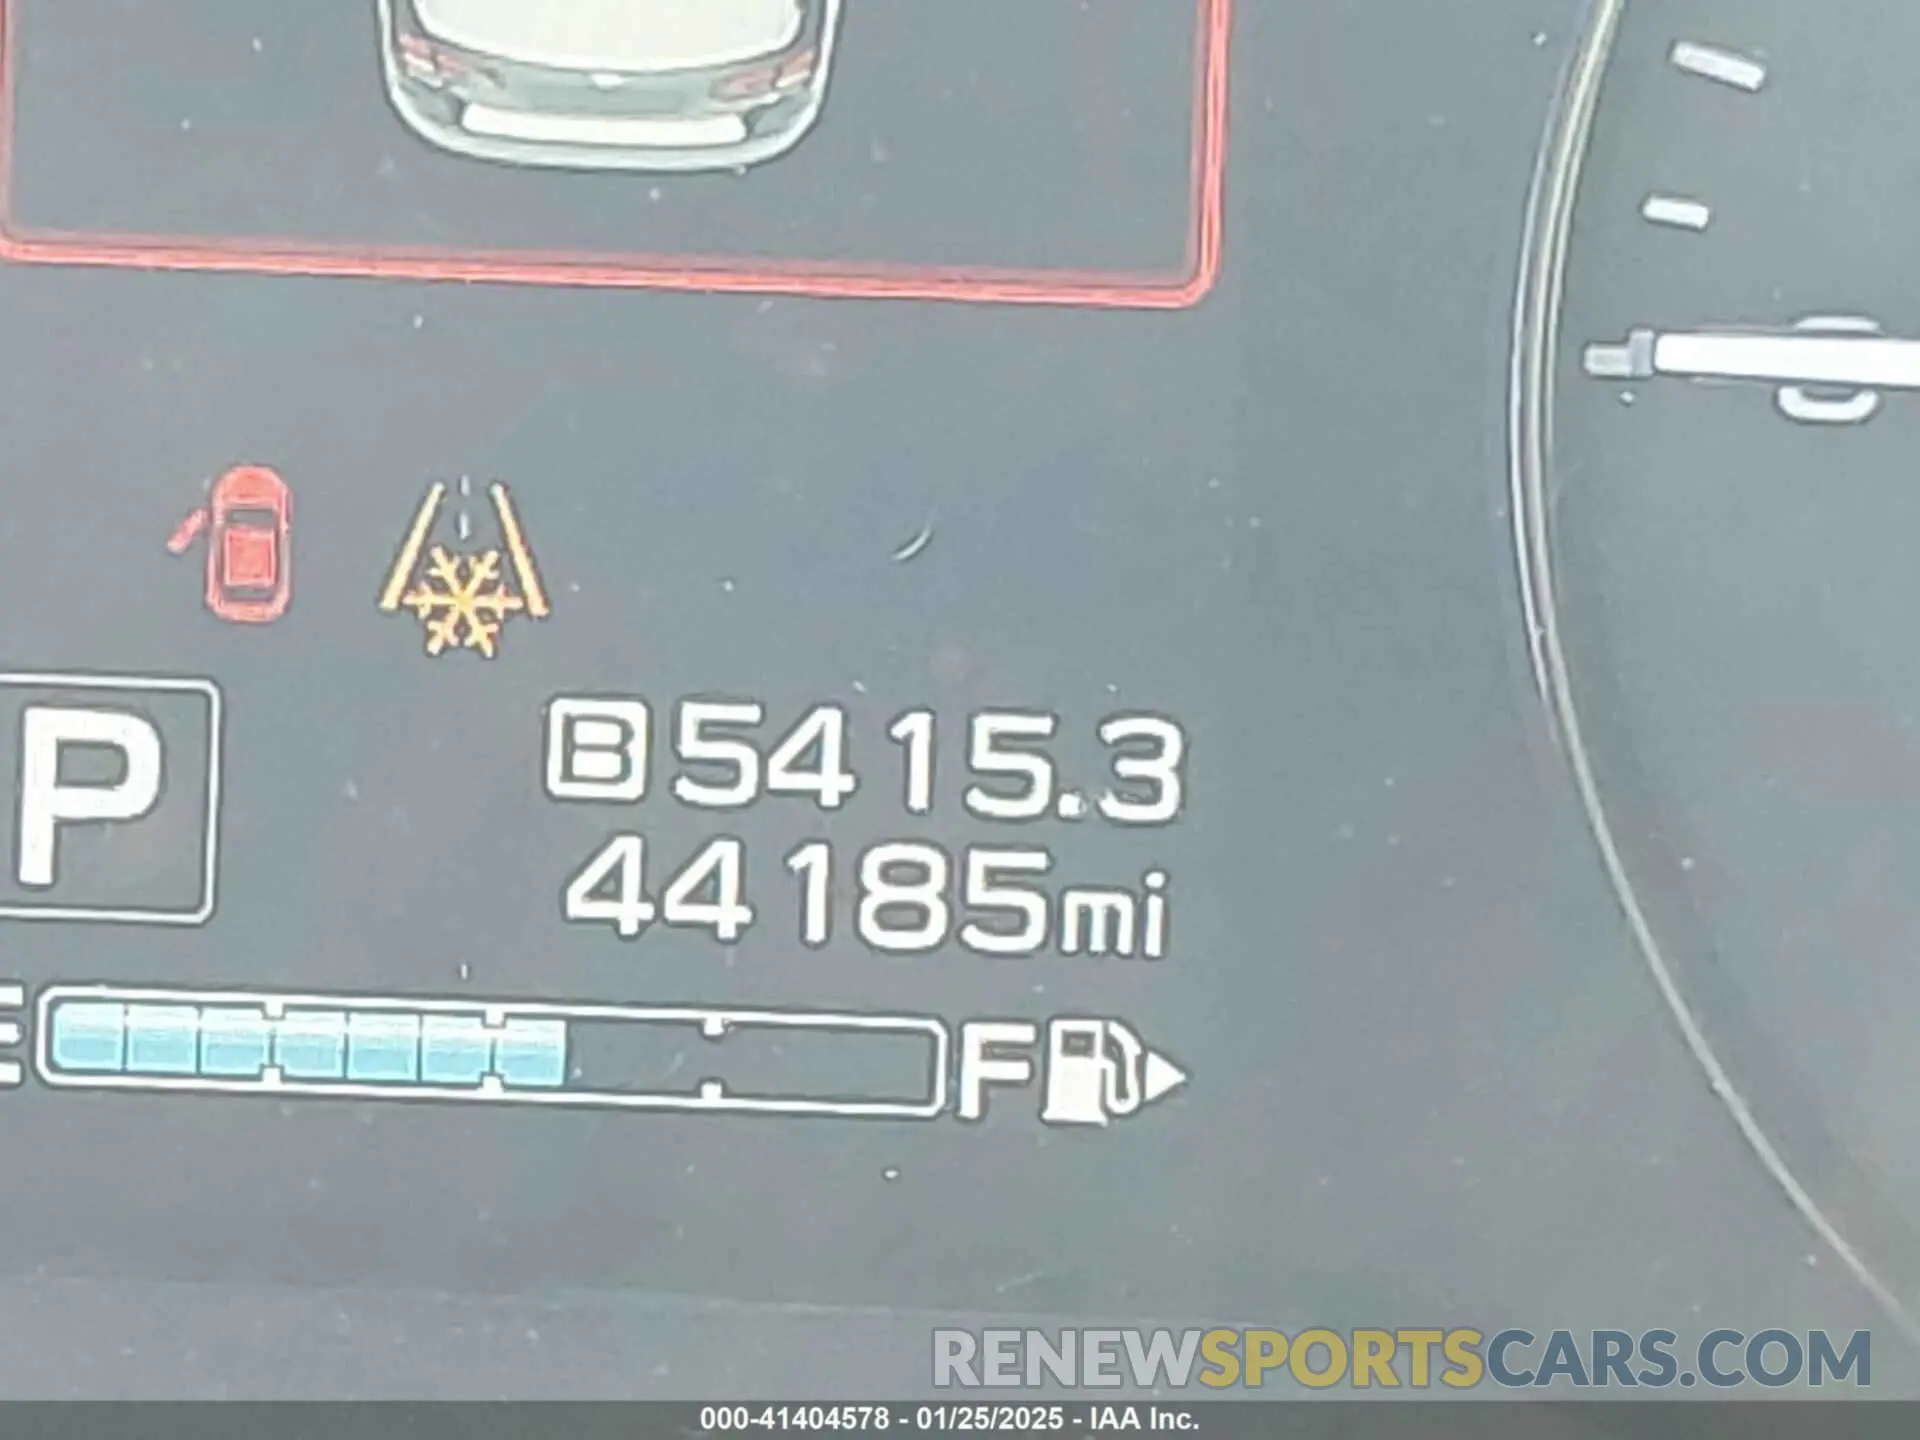 B 5415.3
P
44185mi
E F
RENEWSPORTSCARS.COM
000-41404578 - 01/25/2025 - IAA Inc.